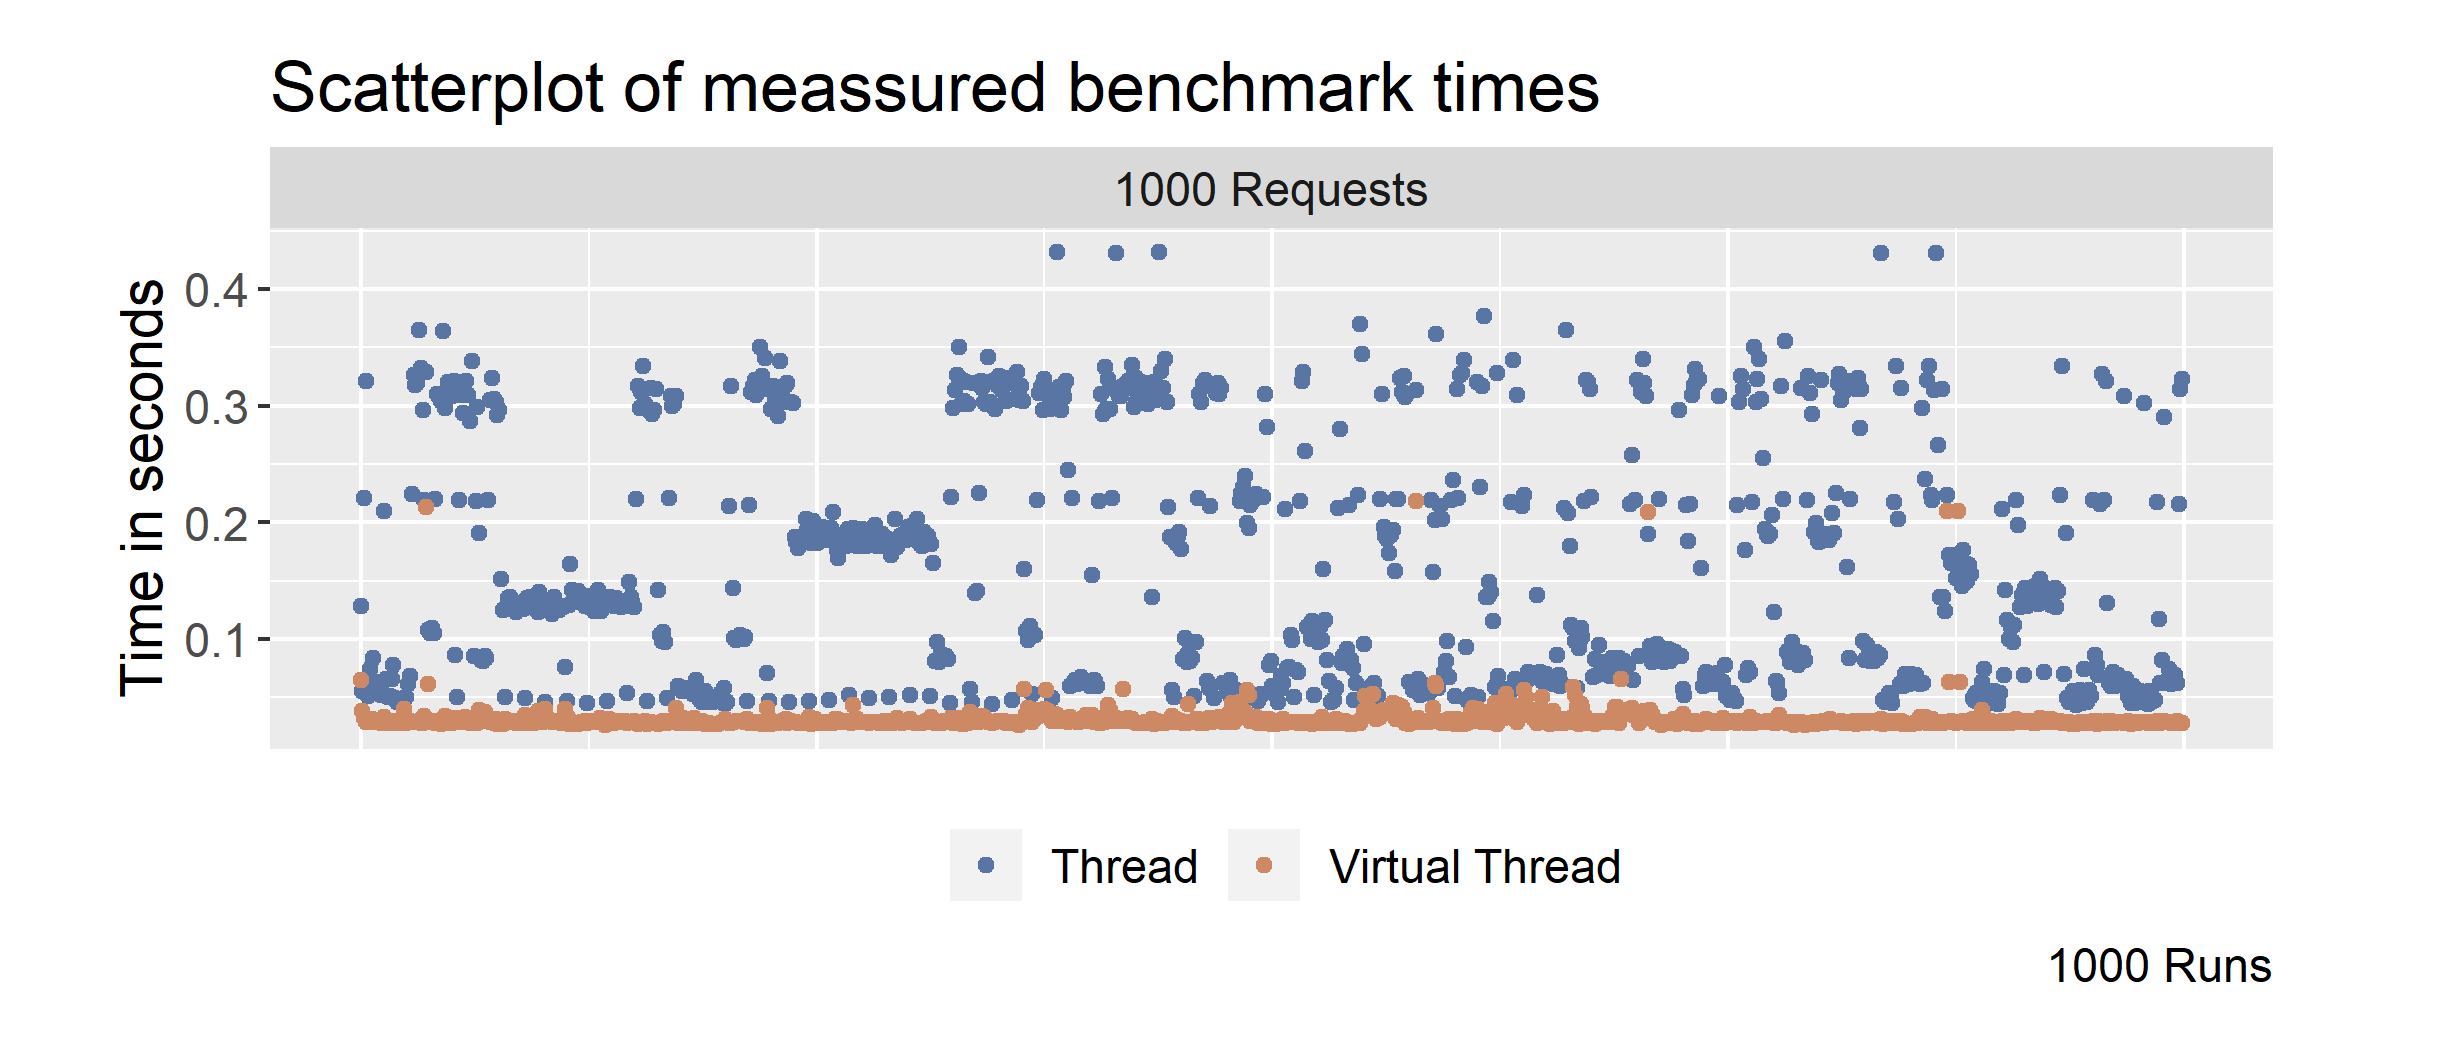 Scatterplot of meassured benchmark times
1000 Requests
Time in seconds
0.4
0.3
0.2
0.1
Thread
Virtual Thread
1000 Runs